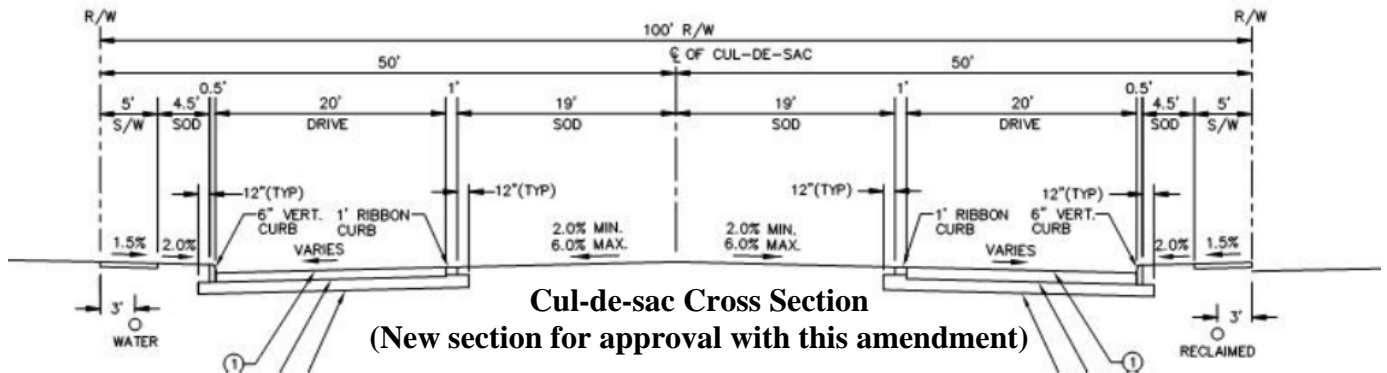 R/W R/W
100' R/W
℄ OF CUL-DE-SAC
50' 50'
0.5' 1' 1' 0.5'
5' 4.5' 20' 19' 19' 20' 4.5' 5'
S/W SOD DRIVE SOD SOD DRIVE SOD S/W
12"(TYP) 12"(TYP) 12"(TYP) 12"(TYP)
6" VERT. CURB 1' RIBBON CURB 2.0% MIN. 6.0% MAX. 2.0% MIN. 6.0% MAX. 1' RIBBON CURB 6" VERT. CURB
1.5% 2.0% VARIES VARIES 2.0% 1.5%
3' 3'
WATER RECLAIMED
Cul-de-sac Cross Section
(New section for approval with this amendment)
1 1